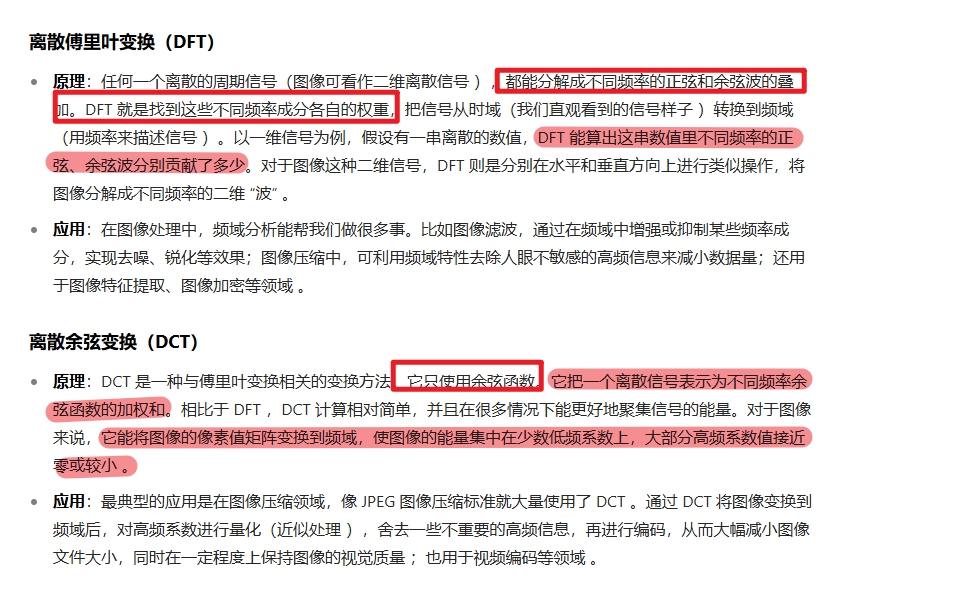 离散傅里叶变换（DFT）
原理：任何一个离散的周期信号（图像可看作二维离散信号 ），都能分解成不同频率的正弦和余弦波的叠
加。DFT 就是找到这些不同频率成分各自的权重，把信号从时域（我们直观看到的信号样子 ）转换到频域
（用频率来描述信号 ）。以一维信号为例，假设有一串离散的数值，DFT 能算出这串数值里不同频率的正
弦、余弦波分别贡献了多少。对于图像这种二维信号，DFT 则是分别在水平和垂直方向上进行类似操作，将
图像分解成不同频率的二维 “波” 。
应用：在图像处理中，频域分析能帮我们做很多事。比如图像滤波，通过在频域中增强或抑制某些频率成
分，实现去噪、锐化等效果；图像压缩中，可利用频域特性去除人眼不敏感的高频信息来减小数据量；还用
于图像特征提取、图像加密等领域 。
离散余弦变换（DCT）
原理：DCT 是一种与傅里叶变换相关的变换方法，它只使用余弦函数。它把一个离散信号表示为不同频率余
弦函数的加权和。相比于 DFT ，DCT 计算相对简单，并且在很多情况下能更好地聚集信号的能量。对于图像
来说，它能将图像的像素值矩阵变换到频域，使图像的能量集中在少数低频系数上，大部分高频系数值接近
零或较小 。
应用：最典型的应用是在图像压缩领域，像 JPEG 图像压缩标准就大量使用了 DCT 。通过 DCT 将图像变换到
频域后，对高频系数进行量化（近似处理 ），舍去一些不重要的高频信息，再进行编码，从而大幅减小图像
文件大小，同时在一定程度上保持图像的视觉质量 ；也用于视频编码等领域 。